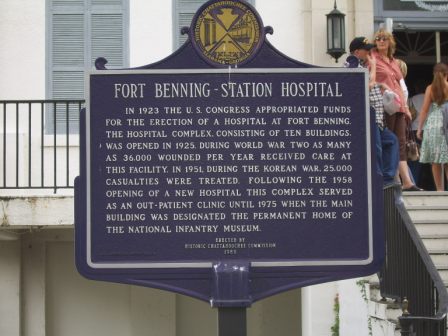 FORT BENNING - STATION HOSPITAL
IN 1923 THE U.S. CONGRESS APPROPRIATED FUNDS
FOR THE ERECTION OF A HOSPITAL AT FORT BENNING.
THE HOSPITAL COMPLEX, CONSISTING OF TEN BUILDINGS,
WAS OPENED IN 1925. DURING WORLD WAR TWO AS MANY
AS 36,000 WOUNDED PER YEAR RECEIVED CARE AT
THIS FACILITY. IN 1951, DURING THE KOREAN WAR, 25,000
CASUALTIES WERE TREATED. FOLLOWING THE 1958
OPENING OF A NEW HOSPITAL THIS COMPLEX SERVED
AS AN OUT-PATIENT CLINIC UNTIL 1975 WHEN THE MAIN
BUILDING WAS DESIGNATED THE PERMANENT HOME OF
THE NATIONAL INFANTRY MUSEUM.
ERECTED BY
HISTORIC CHATTAHOOCHEE COMMISSION